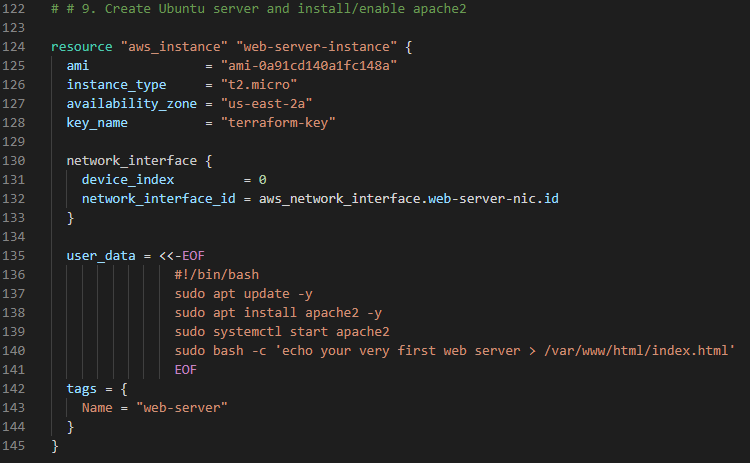 122 # # 9. Create Ubuntu server and install/enable apache2
123
124 resource "aws_instance" "web-server-instance" {
125   ami               = "ami-0a91cd140a1fc148a"
126   instance_type     = "t2.micro"
127   availability_zone = "us-east-2a"
128   key_name          = "terraform-key"
129
130   network_interface {
131     device_index         = 0
132     network_interface_id = aws_network_interface.web-server-nic.id
133   }
134
135   user_data = <<-EOF
136                 #!/bin/bash
137                 sudo apt update -y
138                 sudo apt install apache2 -y
139                 sudo systemctl start apache2
140                 sudo bash -c 'echo your very first web server > /var/www/html/index.html'
141                 EOF
142   tags = {
143     Name = "web-server"
144   }
145 }